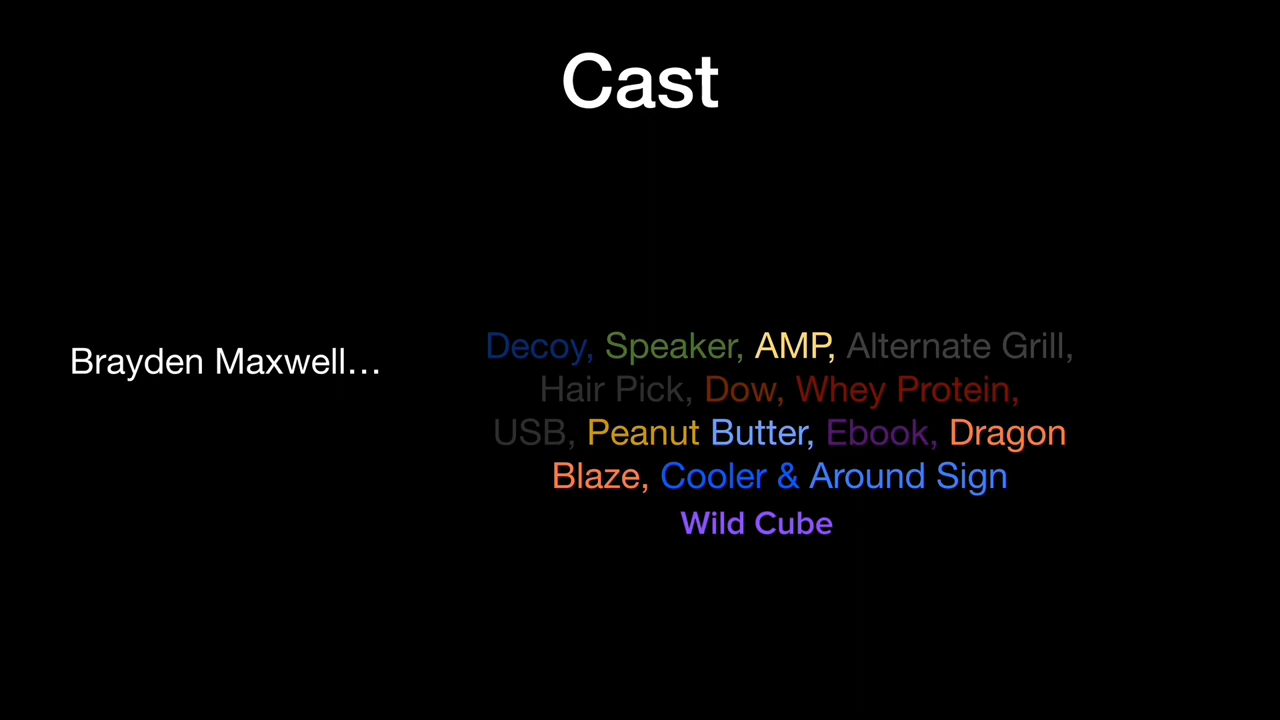 Cast
Brayden Maxwell...
Decoy, Speaker, AMP, Alternate Grill,
Hair Pick, Dow, Whey Protein,
USB, Peanut Butter, Ebook, Dragon
Blaze, Cooler & Around Sign
Wild Cube